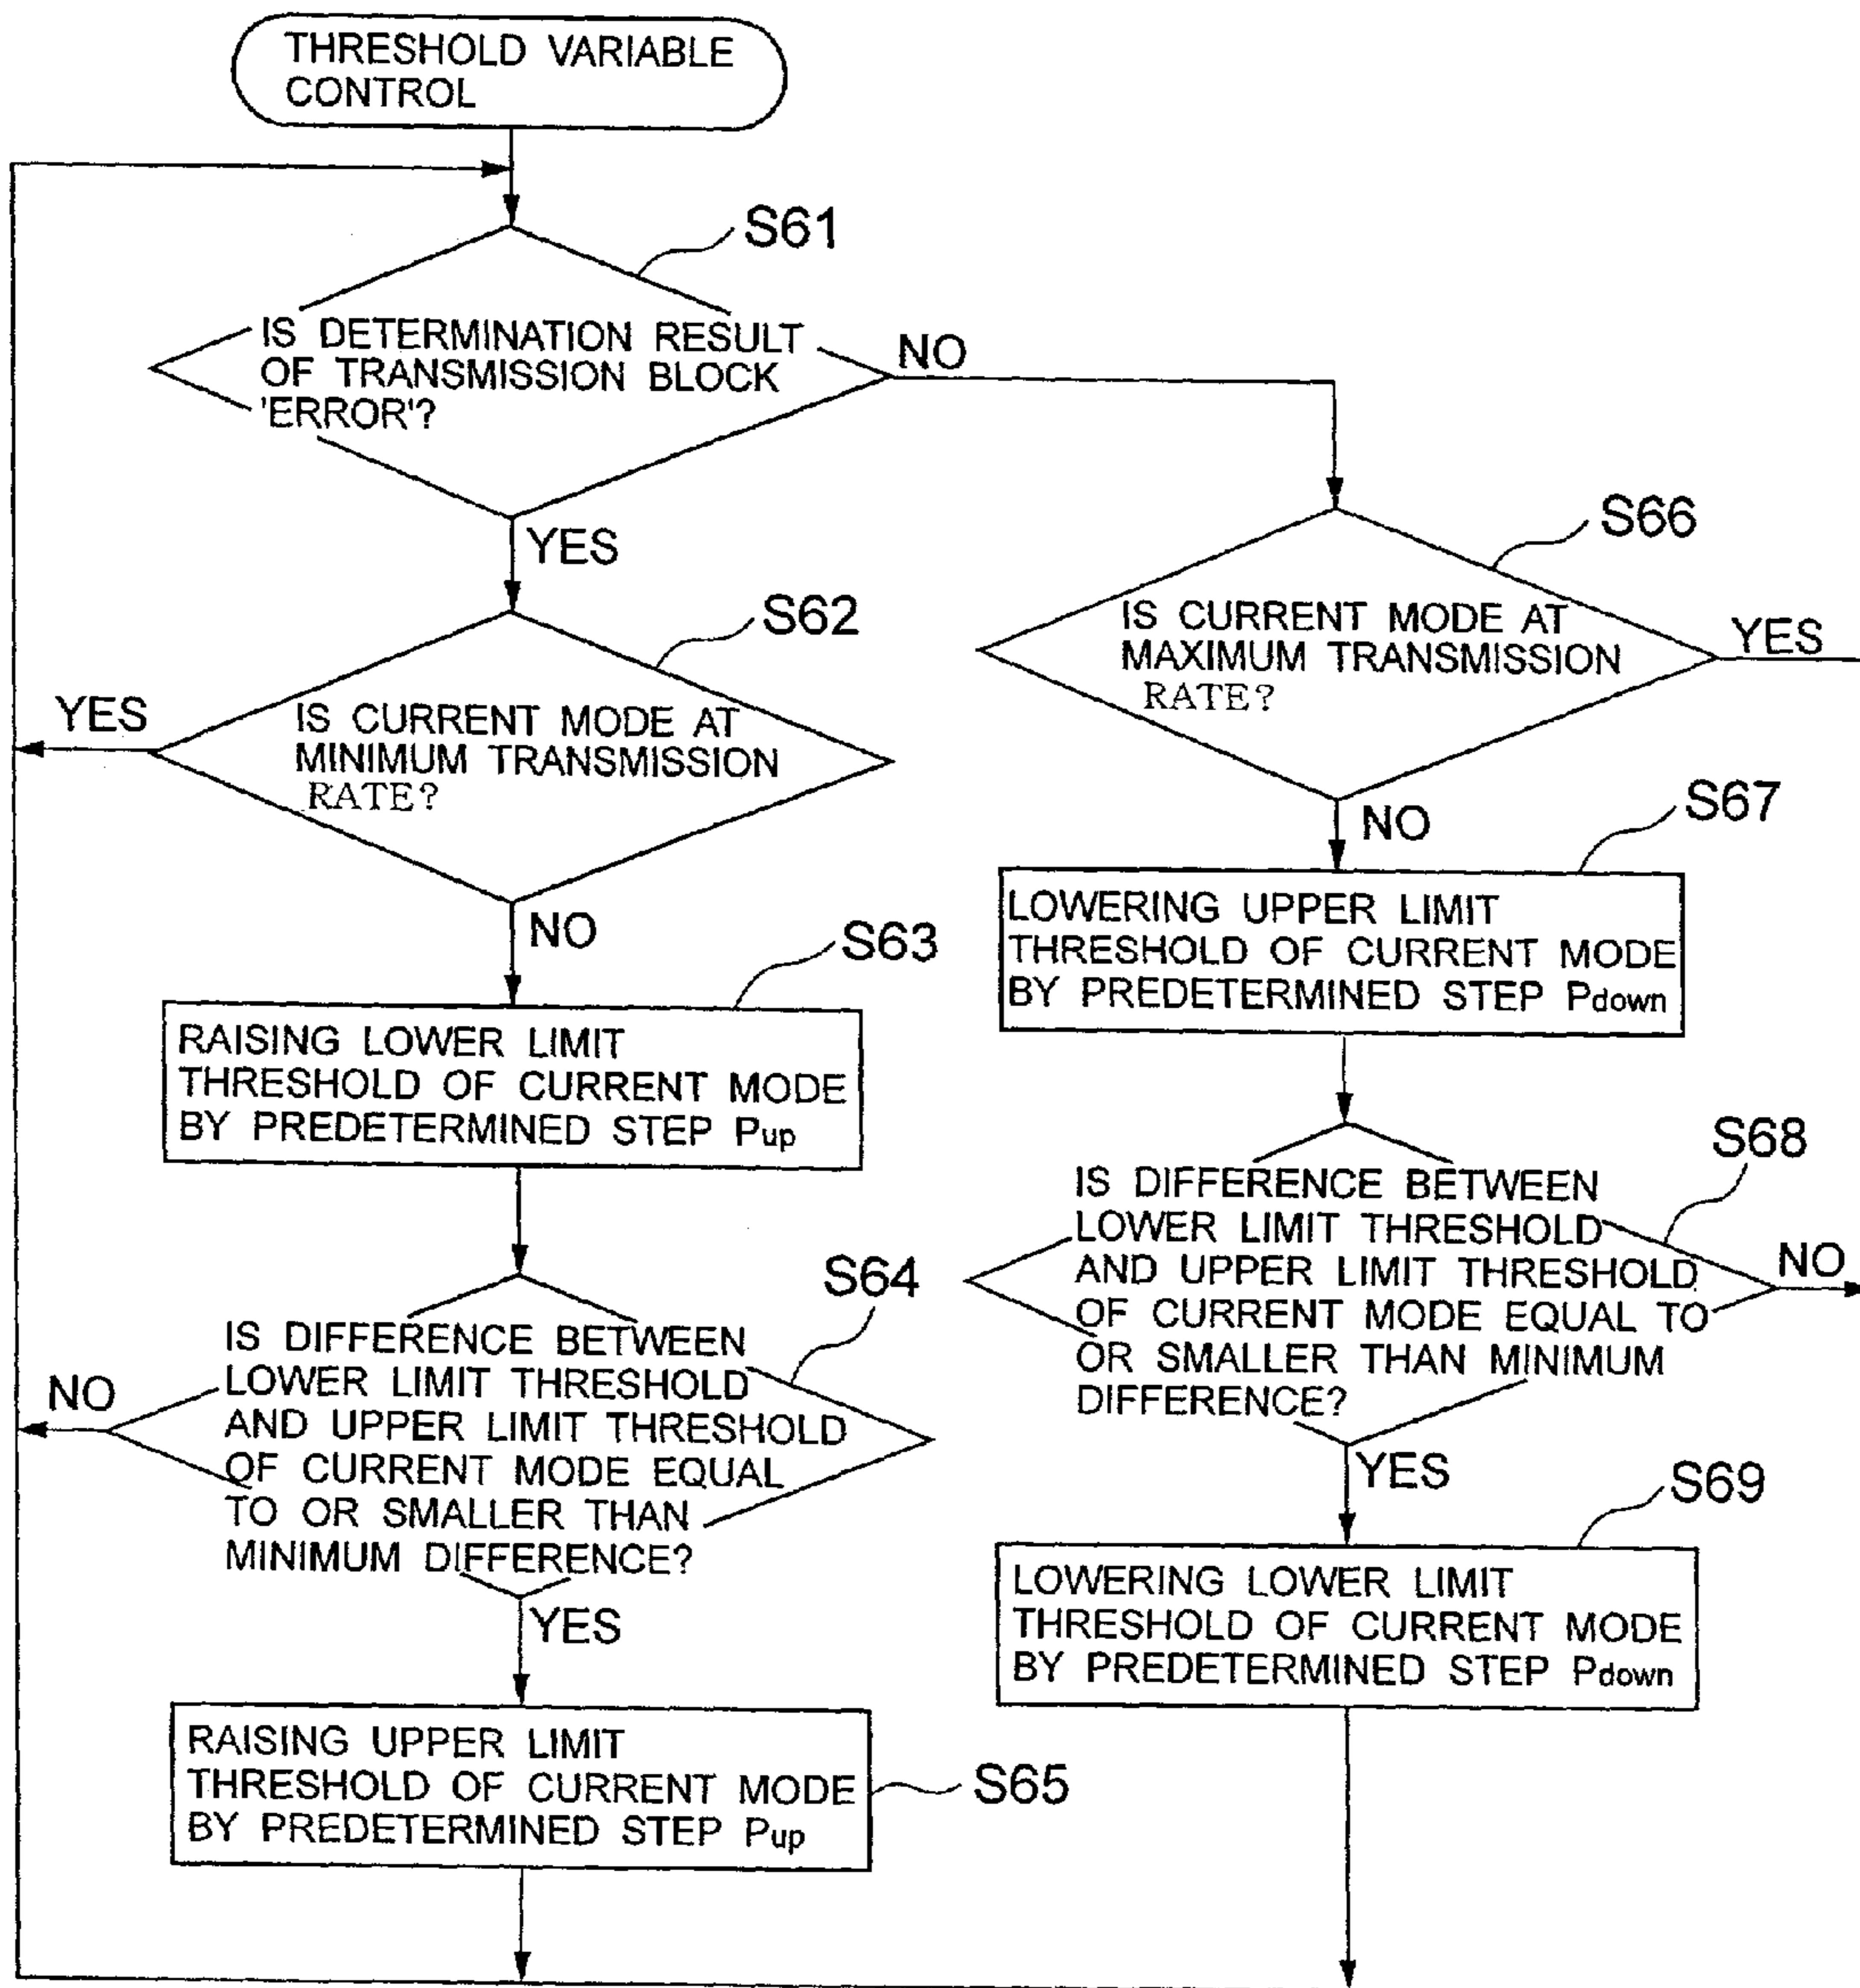 THRESHOLD VARIABLE
CONTROL
S61
IS DETERMINATION RESULT
OF TRANSMISSION BLOCK
'ERROR'?
NO
YES
S62
IS CURRENT MODE AT
MINIMUM TRANSMISSION
RATE?
YES
NO
S63
RAISING LOWER LIMIT
THRESHOLD OF CURRENT MODE
BY PREDETERMINED STEP Pup
S64
IS DIFFERENCE BETWEEN
LOWER LIMIT THRESHOLD
AND UPPER LIMIT THRESHOLD
OF CURRENT MODE EQUAL
TO OR SMALLER THAN
MINIMUM DIFFERENCE?
NO
YES
RAISING UPPER LIMIT
THRESHOLD OF CURRENT MODE
BY PREDETERMINED STEP Pup
S65
S66
IS CURRENT MODE AT
MAXIMUM TRANSMISSION
RATE?
YES
NO
S67
LOWERING UPPER LIMIT
THRESHOLD OF CURRENT MODE
BY PREDETERMINED STEP Pdown
S68
IS DIFFERENCE BETWEEN
LOWER LIMIT THRESHOLD
AND UPPER LIMIT THRESHOLD
OF CURRENT MODE EQUAL TO
OR SMALLER THAN MINIMUM
DIFFERENCE?
NO
YES
S69
LOWERING LOWER LIMIT
THRESHOLD OF CURRENT MODE
BY PREDETERMINED STEP Pdown